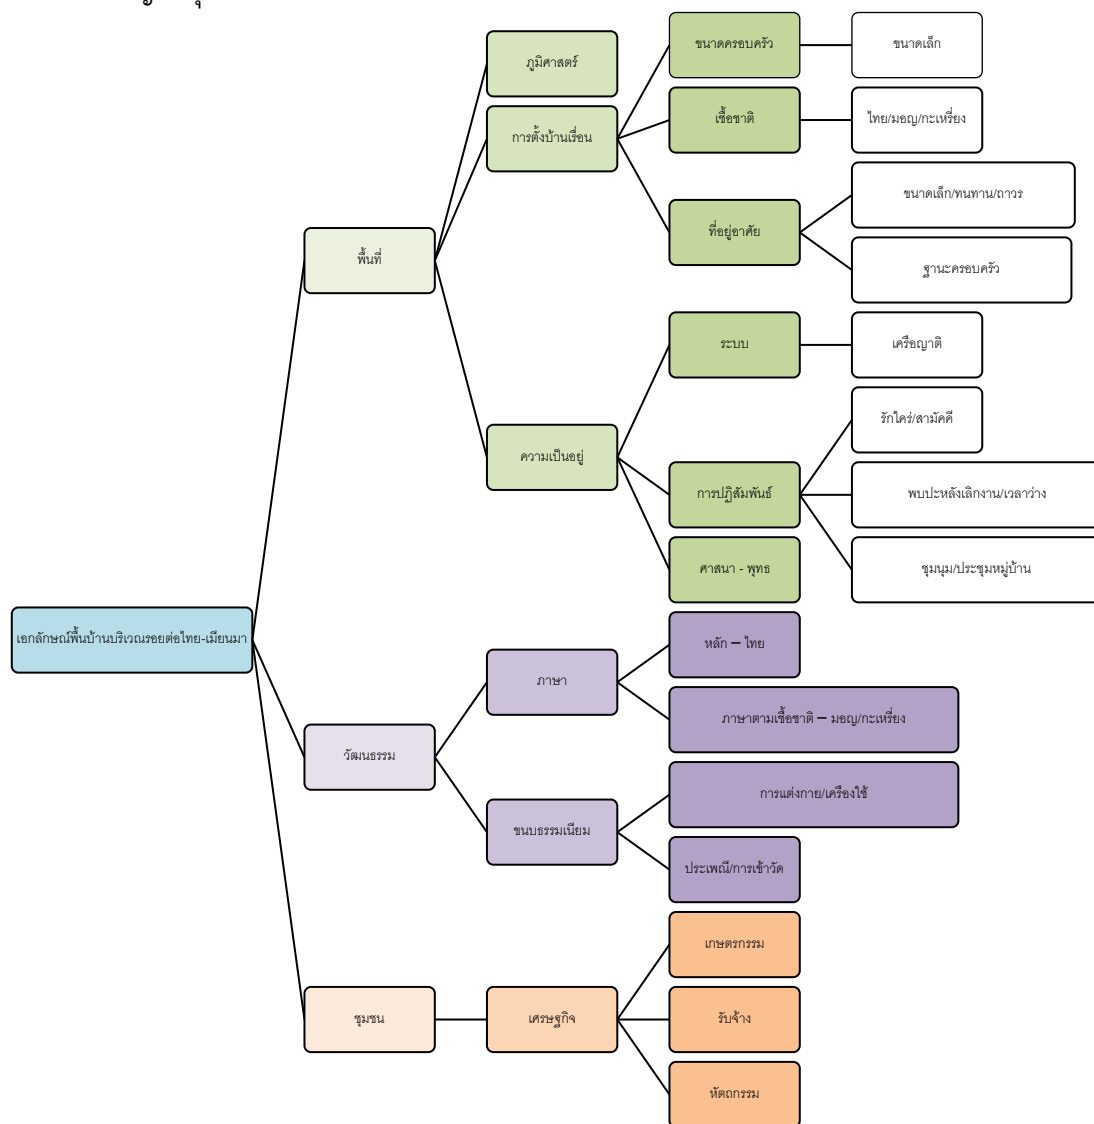 ขนาดครอบครัว
ขนาดเล็ก
ภูมิศาสตร์
การตั้งบ้านเรือน
เชื้อชาติ
ไทย/มอญ/กะเหรี่ยง
ขนาดเล็ก/ทนทาน/ถาวร
ที่อยู่อาศัย
ฐานะครอบครัว
พื้นที่
ระบบ
เครือญาติ
รักใคร่/สามัคคี
ความเป็นอยู่
การปฏิสัมพันธ์
พบปะหลังเลิกงาน/เวลาว่าง
ศาสนา - พุทธ
ชุมนุม/ประชุมหมู่บ้าน
เอกลักษณ์พื้นบ้านบริเวณรอยต่อไทย-เมียนมา
หลัก – ไทย
ภาษา
ภาษาตามเชื้อชาติ – มอญ/กะเหรี่ยง
วัฒนธรรม
การแต่งกาย/เครื่องใช้
ขนบธรรมเนียม
ประเพณี/การเข้าวัด
เกษตรกรรม
ชุมชน
เศรษฐกิจ
รับจ้าง
หัตถกรรม